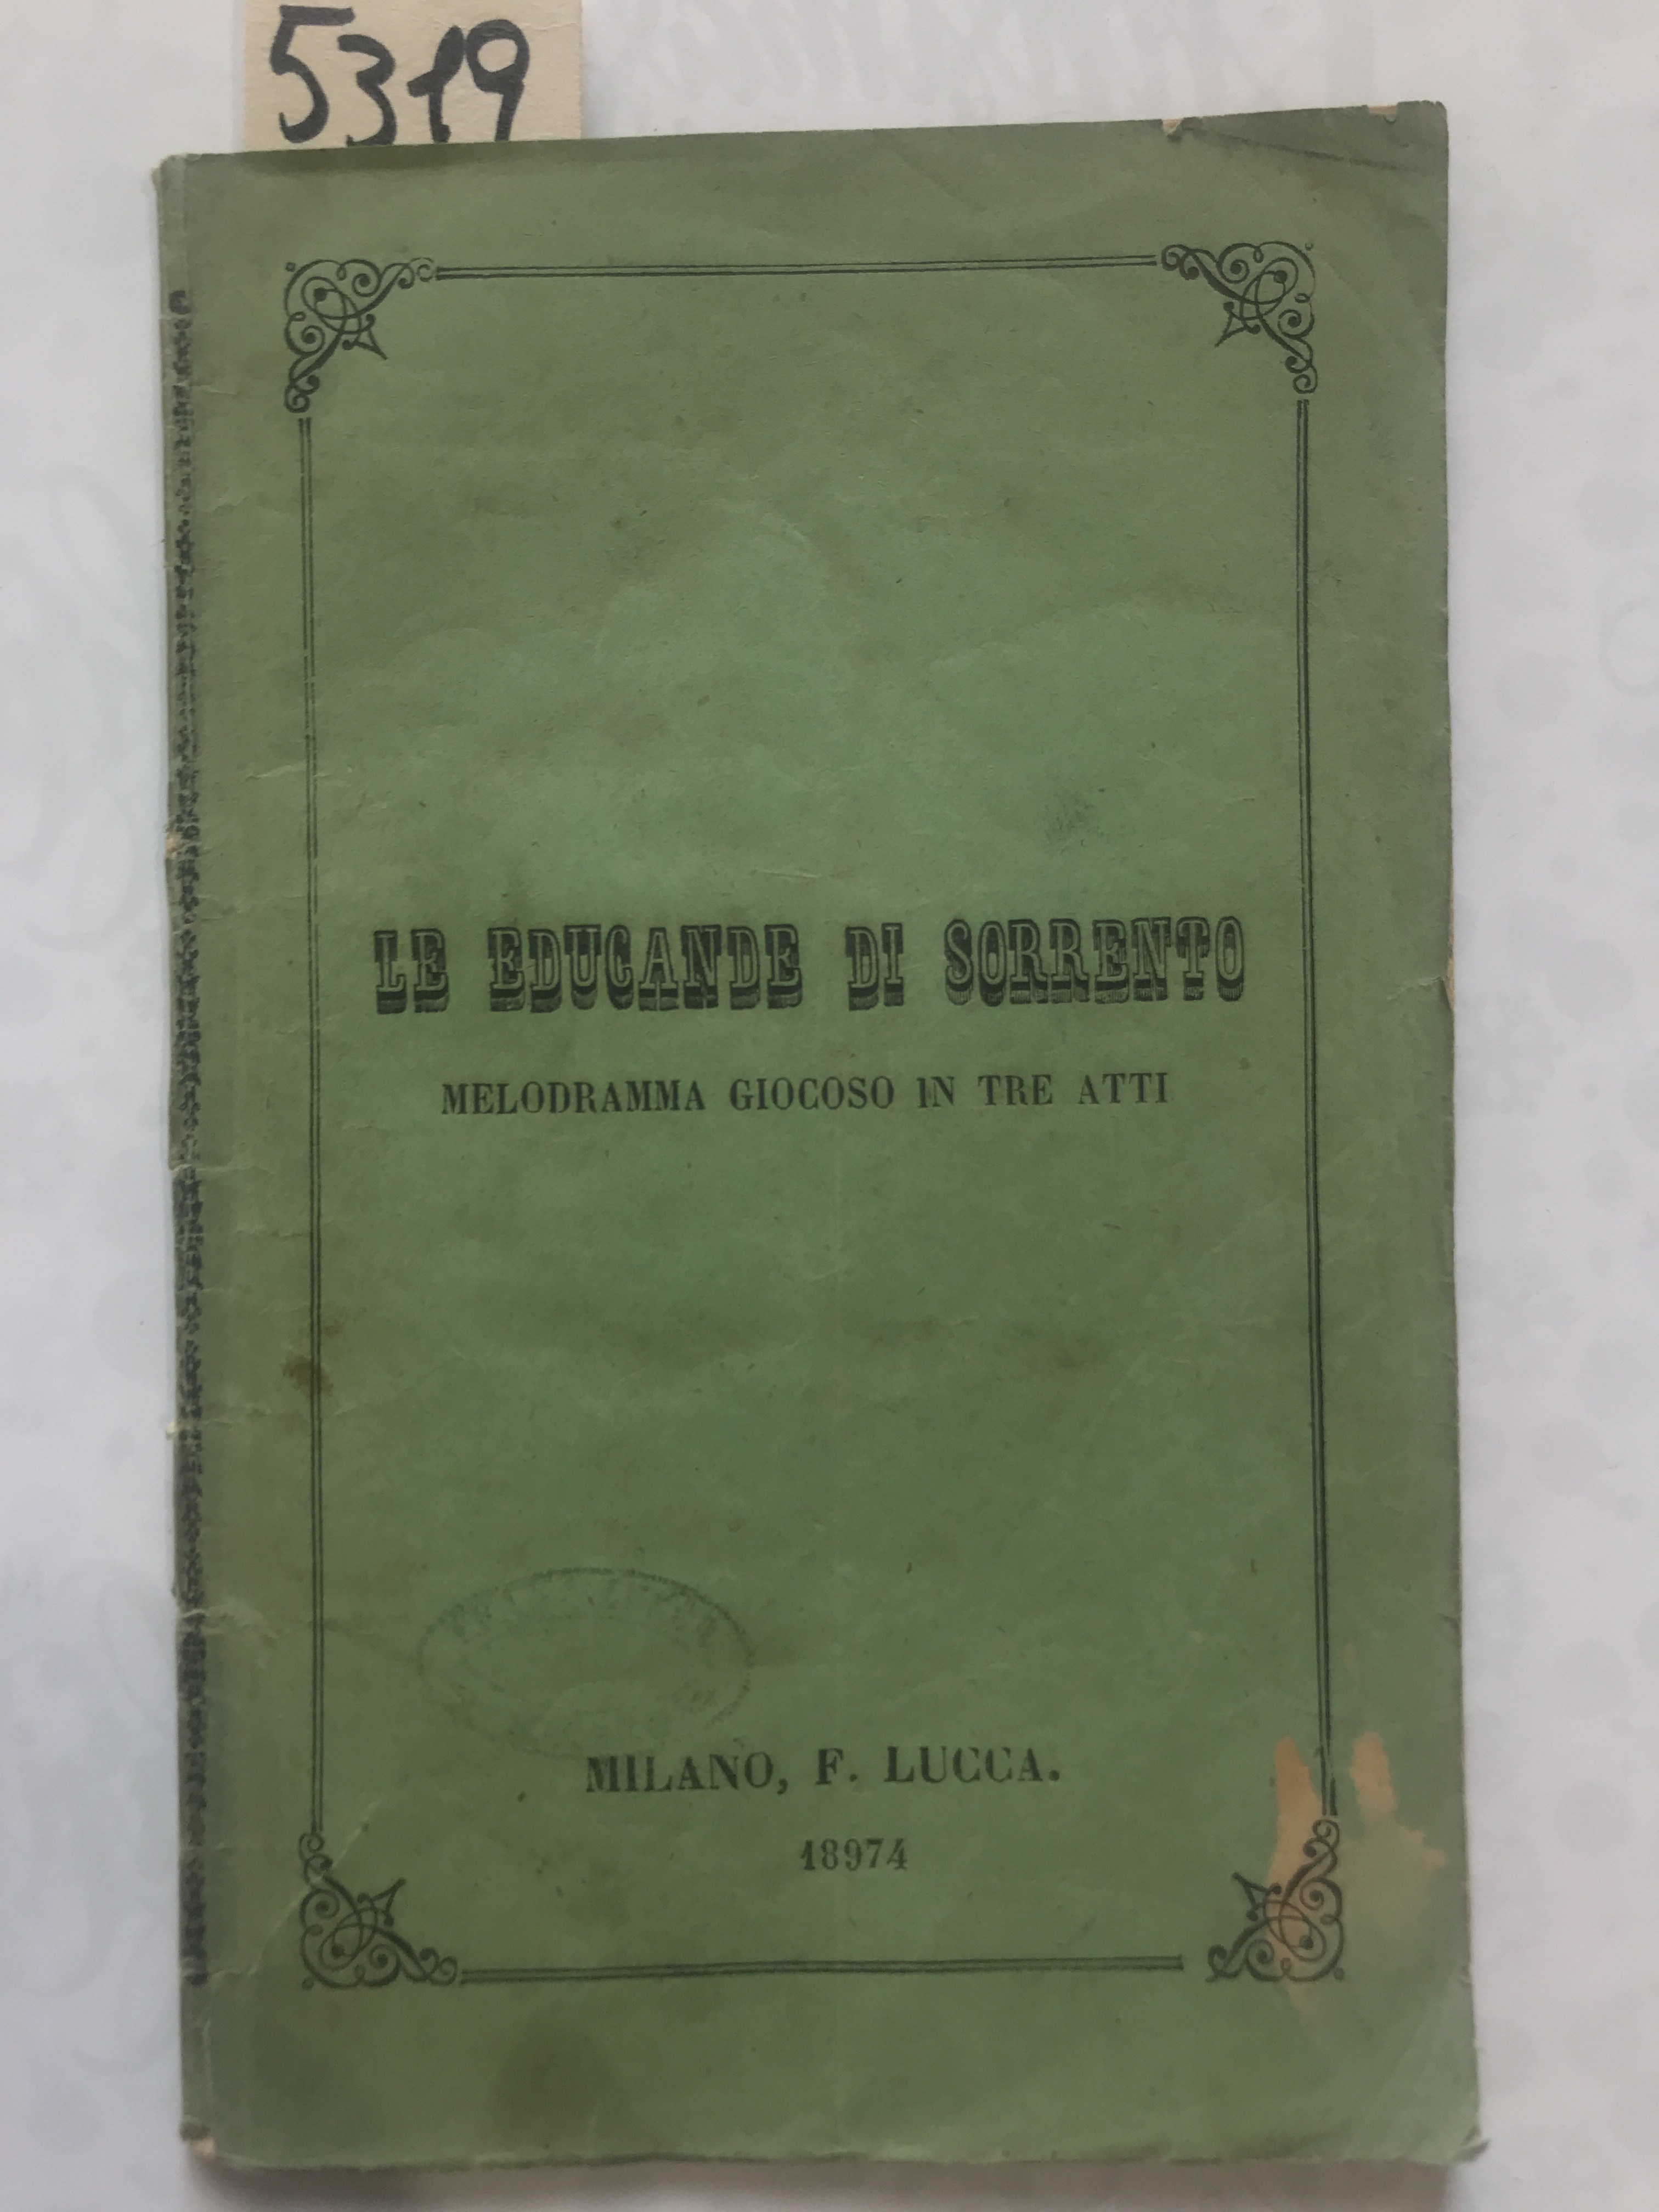 5319
LE EDUCANDE DI SORRENTO
MELODRAMMA GIOCOSO IN TRE ATTI
MILANO, F. LUCCA.
18974